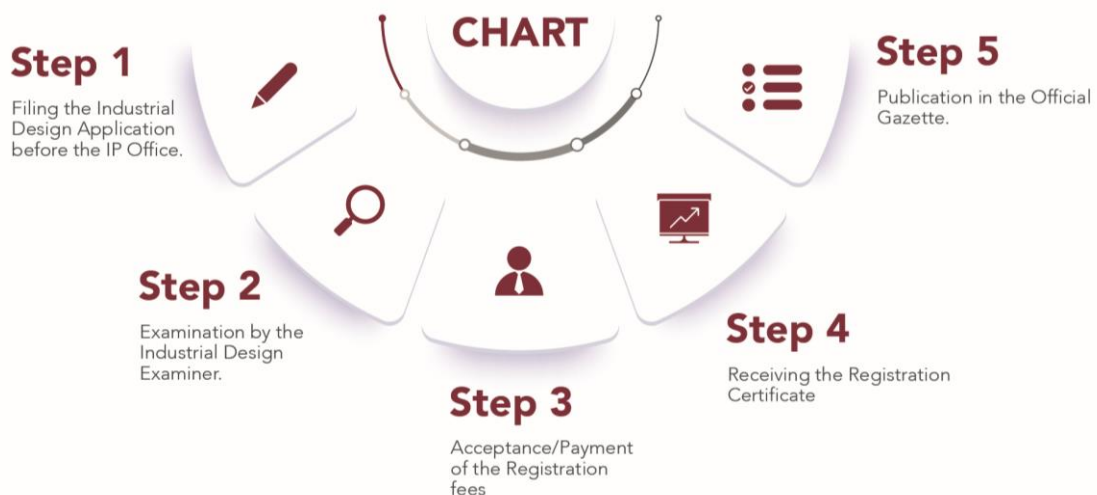 CHART
Step 1
Filing the Industrial
Design Application
before the IP Office.
Step 2
Examination by the
Industrial Design
Examiner.
Step 3
Acceptance/Payment
of the Registration
fees
Step 4
Receiving the Registration
Certificate
Step 5
Publication in the Official
Gazette.